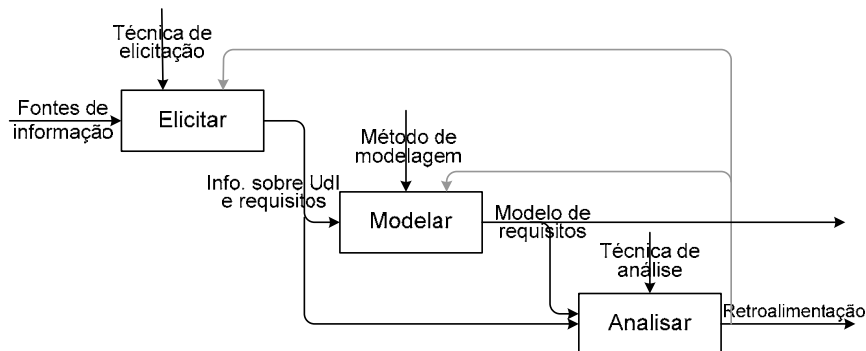 Técnica de
elicitação
Fontes de
informação
Elicitar
Método de
modelagem
Info. sobre UdI
e requisitos
Modelar
Modelo de
requisitos
Técnica de
análise
Analisar
Retroalimentação